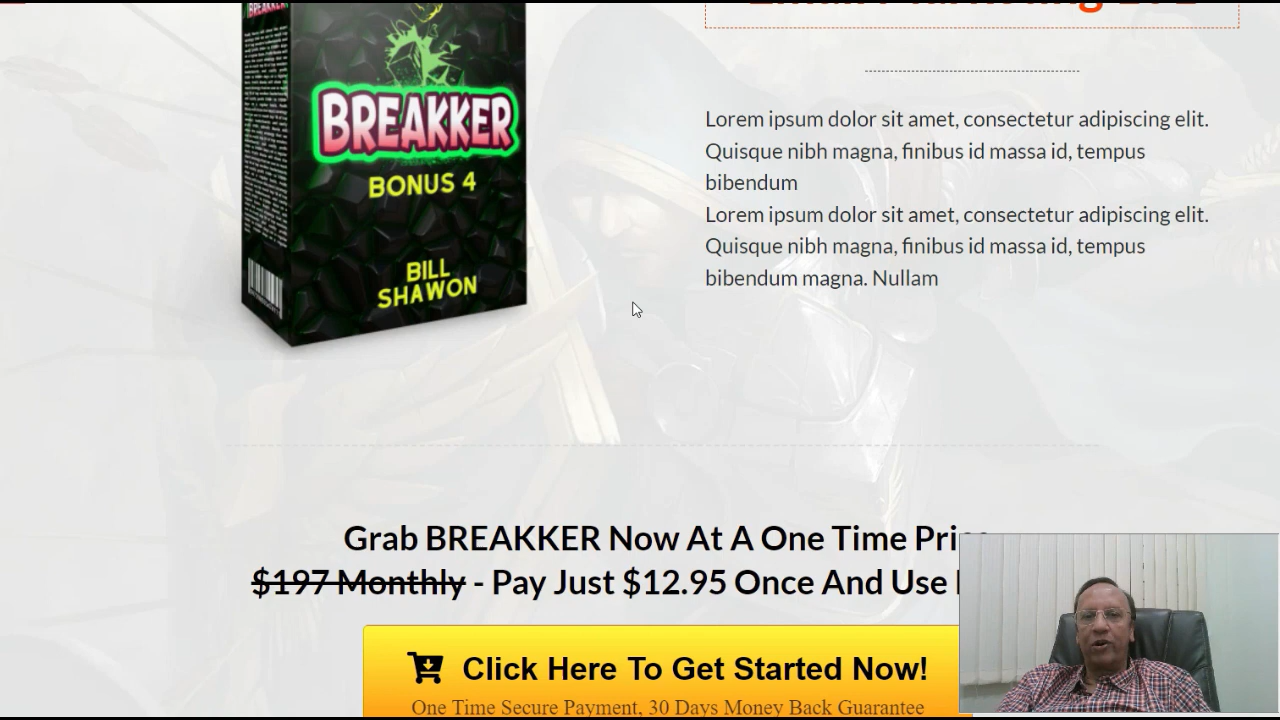 BREAKKER
BREAKKER
BONUS 4
BILL
SHAWON
Lorem ipsum dolor sit amet, consectetur adipiscing elit.
Quisque nibh magna, finibus id massa id, tempus
bibendum
Lorem ipsum dolor sit amet, consectetur adipiscing elit.
Quisque nibh magna, finibus id massa id, tempus
bibendum magna. Nullam
Grab BREAKKER Now At A One Time
$197 Monthly - Pay Just $12.95 Once And Use
Click Here To Get Started Now!
One Time Secure Payment, 30 Days Money Back Guarantee